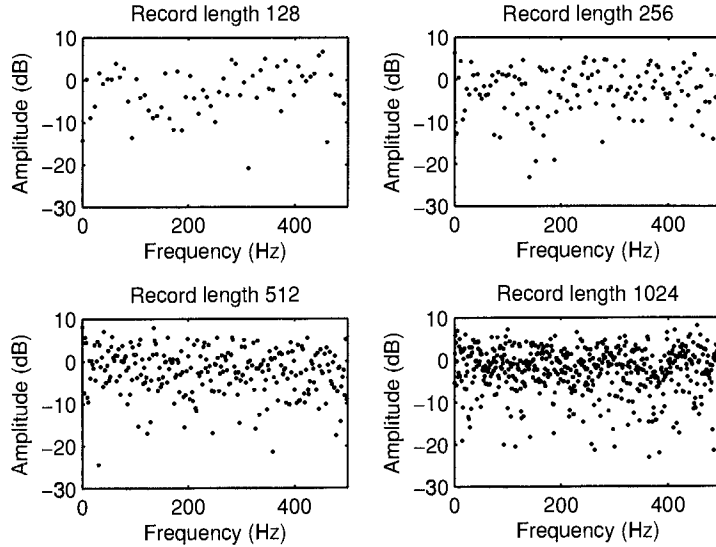 Record length 128
Record length 256
10
0
−10
−20
−30
Amplitude (dB)
0
200
400
Frequency (Hz)
10
0
−10
−20
−30
Amplitude (dB)
0
200
400
Frequency (Hz)
Record length 512
Record length 1024
10
0
−10
−20
−30
Amplitude (dB)
0
200
400
Frequency (Hz)
10
0
−10
−20
−30
Amplitude (dB)
0
200
400
Frequency (Hz)